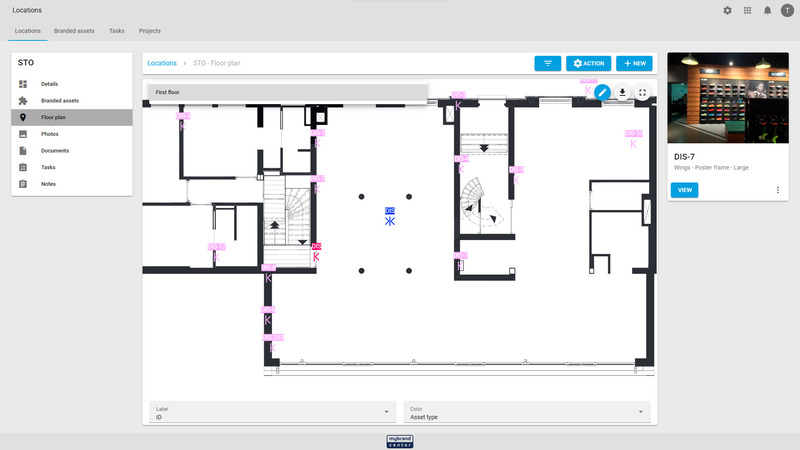 Locations
T
Locations
Branded assets
Tasks
Projects
STO
Details
Branded assets
Floor plan
Photos
Documents
Tasks
Notes
Locations › STO - Floor plan
ACTION
+ NEW
First floor
DIS
DIS
Label
ID
Color
Asset type
DIS-7
Wings - Poster frame - Large
VIEW
mybrand
center